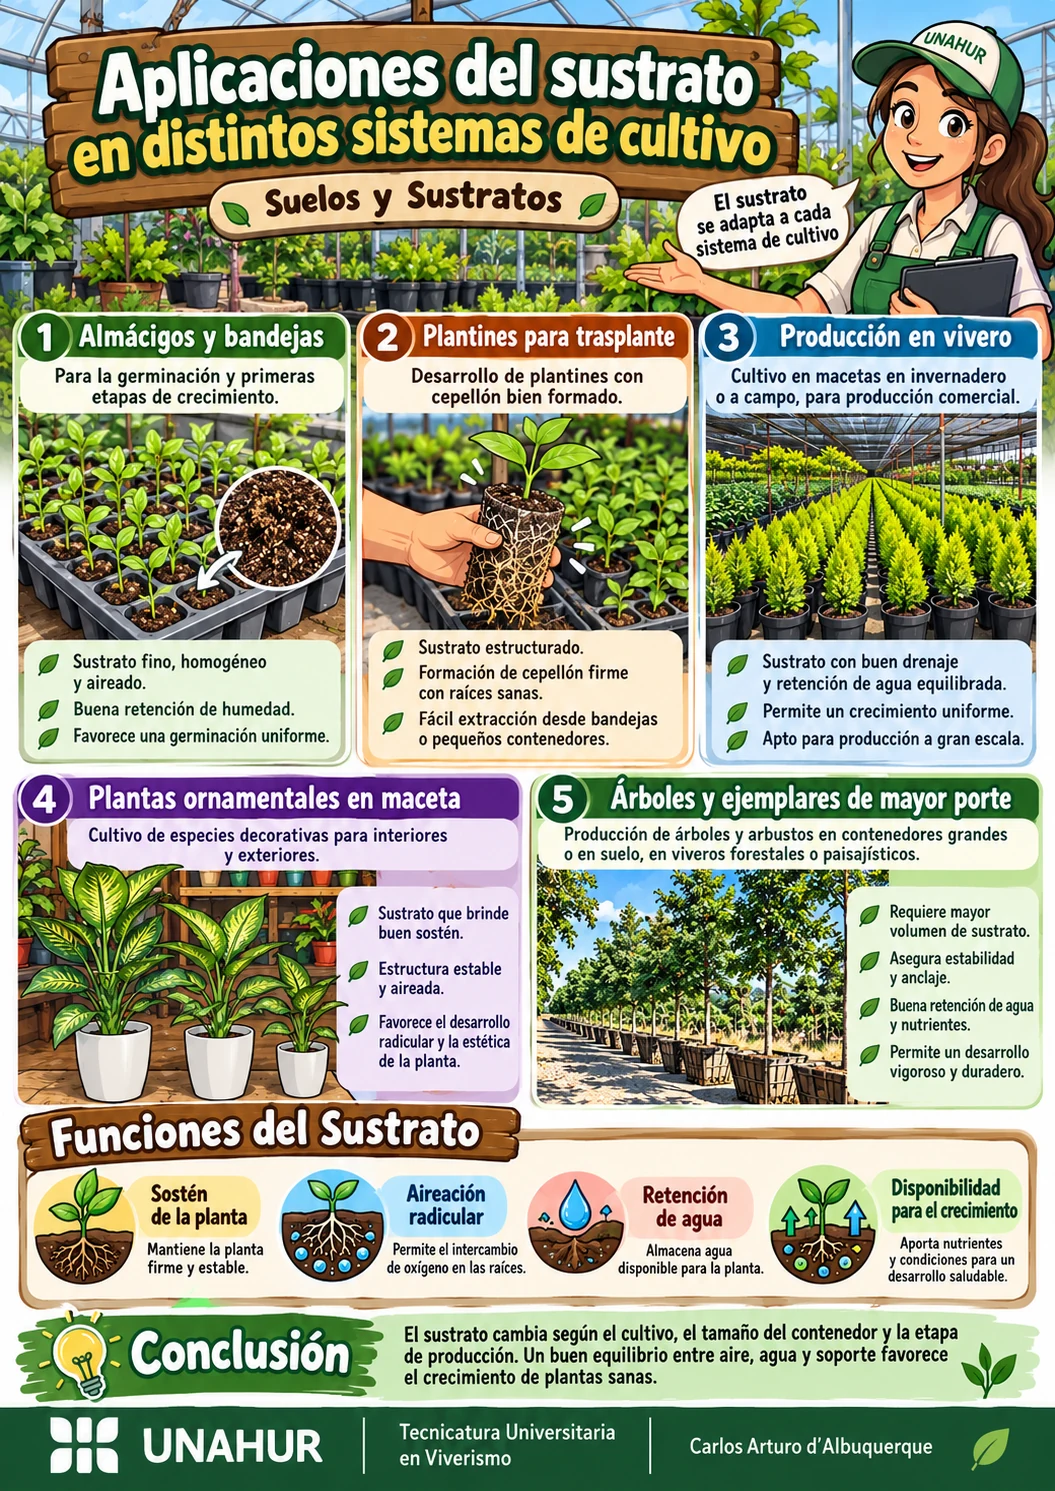 UNAHUR
Aplicaciones del sustrato
en distintos sistemas de cultivo
Suelos y Sustratos
El sustrato
se adapta a cada
sistema de cultivo
1 Almácigos y bandejas
Para la germinación y primeras
etapas de crecimiento.
Sustrato fino, homogéneo
y aireado.
Buena retención de humedad.
Favorece una germinación uniforme.
2 Plantines para trasplante
Desarrollo de plantines con
cepellón bien formado.
Sustrato estructurado.
Formación de cepellón firme
con raíces sanas.
Fácil extracción desde bandejas
o pequeños contenedores.
3 Producción en vivero
Cultivo en macetas en invernadero
o a campo, para producción comercial.
Sustrato con buen drenaje
y retención de agua equilibrada.
Permite un crecimiento uniforme.
Apto para producción a gran escala.
4 Plantas ornamentales en maceta
Cultivo de especies decorativas para interiores
y exteriores.
Sustrato que brinde
buen sostén.
Estructura estable
y aireada.
Favorece el desarrollo
radicular y la estética
de la planta.
5 Árboles y ejemplares de mayor porte
Producción de árboles y arbustos en contenedores grandes
o en suelo, en viveros forestales o paisajísticos.
Requiere mayor
volumen de sustrato.
Asegura estabilidad
y anclaje.
Buena retención de agua
y nutrientes.
Permite un desarrollo
vigoroso y duradero.
Funciones del Sustrato
Sostén
de la planta
Mantiene la planta
firme y estable.
Aireación
radicular
Permite el intercambio
de oxígeno en las raíces.
Retención
de agua
Almacena agua
disponible para la planta.
Disponibilidad
para el crecimiento
Aporta nutrientes
y condiciones para un
desarrollo saludable.
Conclusión
El sustrato cambia según el cultivo, el tamaño del contenedor y la etapa
de producción. Un buen equilibrio entre aire, agua y soporte favorece
el crecimiento de plantas sanas.
UNAHUR
Tecnicatura Universitaria
en Viverismo
Carlos Arturo d'Albuquerque